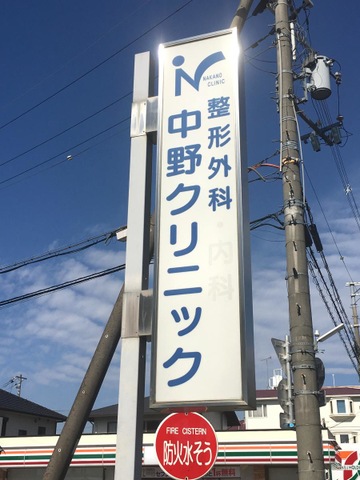 NAKANO
CLINIC
整形外科・内科
中野クリニック
FIRE CISTERN
防火水そう